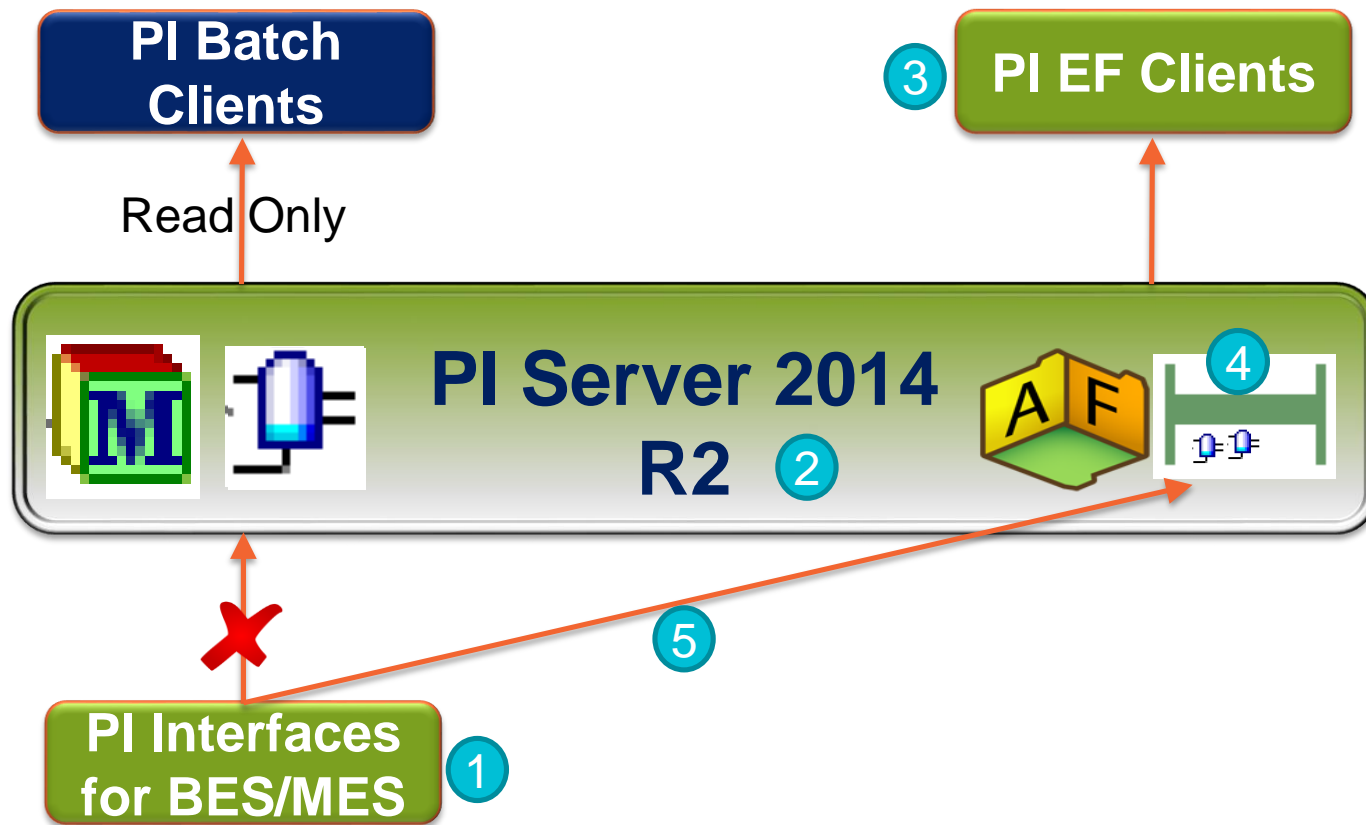 PI Batch
Clients
3
PI EF Clients
Read Only
M
PI Server 2014
R2
2
A F
4
5
PI Interfaces
for BES/MES
1